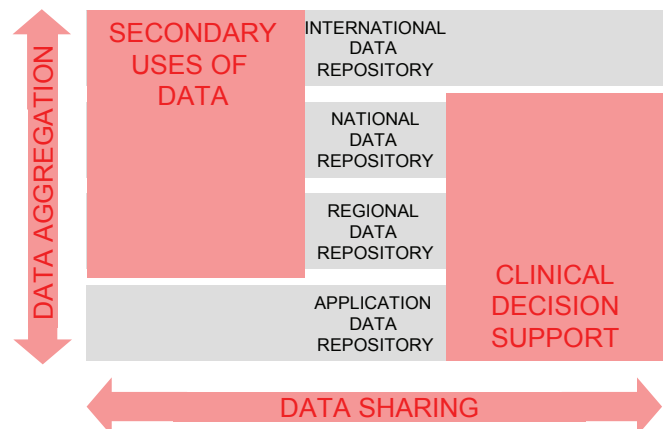 DATA AGGREGATION
SECONDARY
USES OF
DATA
INTERNATIONAL
DATA
REPOSITORY
NATIONAL
DATA
REPOSITORY
REGIONAL
DATA
REPOSITORY
APPLICATION
DATA
REPOSITORY
CLINICAL
DECISION
SUPPORT
DATA SHARING